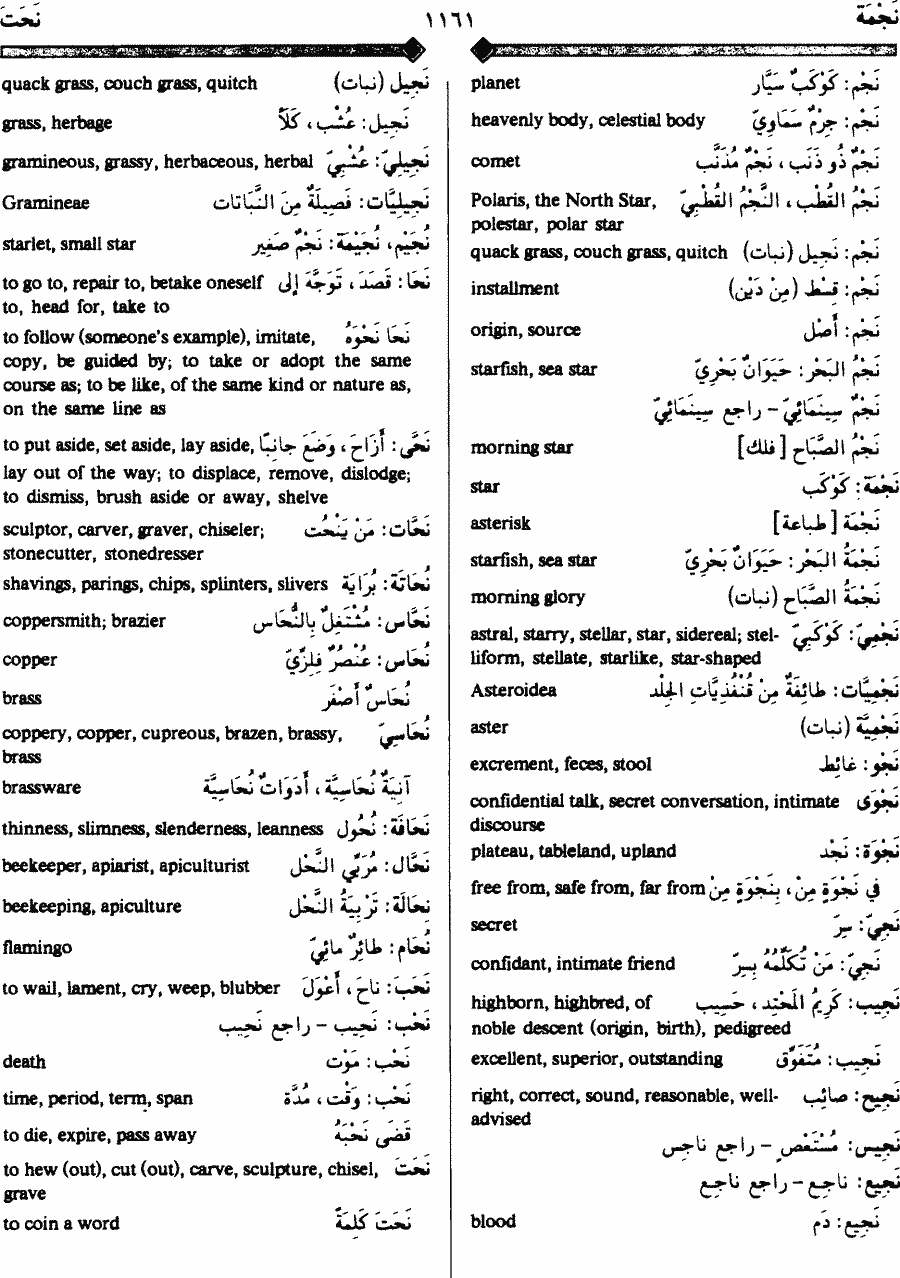 نَحَتَ ١١٦١ نَجْمَة
planet نَجْم: كَوْكَبٌ سَيَّار
heavenly body, celestial body نَجْم: جِرْمٌ سَمَاوِيّ
comet نَجْمٌ ذُو ذَنَب، نَجْمٌ مُذَنَّب
Polaris, the North Star, نَجْمُ القُطْب، النَّجْمُ القُطْبِيّ
polestar, polar star
quack grass, couch grass, quitch نَجْم: نَجِيل (نبات)
installment نَجْم: قِسْط (مِنْ دَيْن)
origin, source نَجْم: أَصْل
starfish, sea star نَجْمُ البَحْر: حَيَوَانٌ بَحْرِيّ
نَجْمٌ سِينَمَائِيّ - راجع سِينَمَائِيّ
morning star نَجْمُ الصَّبَاح [فلك]
star نَجْمَة: كَوْكَب
asterisk نَجْمَة [طباعة]
starfish, sea star نَجْمَةُ البَحْر: حَيَوَانٌ بَحْرِيّ
morning glory نَجْمَةُ الصَّبَاح (نبات)
astral, starry, stellar, star, sidereal; stel- نَجْمِيّ: كَوْكَبِيّ
liform, stellate, starlike, star-shaped
Asteroidea نَجْمِيَّات: طائِفَةٌ مِنْ قُنْفُذِيَّاتِ الجِلْد
aster نَجْمِيَّة (نبات)
excrement, feces, stool نَجْو: غائِط
confidential talk, secret conversation, intimate نَجْوَى
discourse
plateau, tableland, upland نَجْوَة: نَجْد
free from, safe from, far from في نَجْوَةٍ مِنْ، بِنَجْوَةٍ مِنْ
secret نَجِيّ: سِرّ
confidant, intimate friend نَجِيّ: مَنْ تُكَلِّمُهُ بِسِرّ
highborn, highbred, of نَجِيب: كَرِيمُ المَحْتِد، حَسِيب
noble descent (origin, birth), pedigreed
excellent, superior, outstanding نَجِيب: مُتَفَوِّق
right, correct, sound, reasonable, well- نَجِيح: صائِب
advised
نَجِيس: مُسْتَعْصٍ - راجع ناجِس
نَجِيع: ناجِع - راجع ناجِع
blood نَجِيع: دَم
quack grass, couch grass, quitch نَجِيل (نبات)
grass, herbage نَجِيل: عُشْب، كَلَأ
gramineous, grassy, herbaceous, herbal نَجِيلِيّ: عُشْبِيّ
Gramineae نَجِيلِيَّات: فَصِيلَةٌ مِنَ النَّبَاتَات
starlet, small star نُجَيْم، نُجَيْمَة: نَجْمٌ صَغِير
to go to, repair to, betake oneself نَحَا: قَصَدَ، تَوَجَّهَ إلى
to, head for, take to
to follow (someone's example), imitate, نَحَا نَحْوَهُ
copy, be guided by; to take or adopt the same
course as; to be like, of the same kind or nature as,
on the same line as
to put aside, set aside, lay aside, نَحَّى: أَزَاحَ، وَضَعَ جانِبًا
lay out of the way; to displace, remove, dislodge;
to dismiss, brush aside or away, shelve
sculptor, carver, graver, chiseler; نَحَّات: مَنْ يَنْحُت
stonecutter, stonedresser
shavings, parings, chips, splinters, slivers نُحَاتَة: بُرَايَة
coppersmith; brazier نَحَّاس: مُشْتَغِلٌ بِالنُّحَاس
copper نُحَاس: عُنْصُرٌ فِلِزِّيّ
brass نُحَاسٌ أَصْفَر
coppery, copper, cupreous, brazen, brassy, نُحَاسِيّ
brass
brassware آنِيَةٌ نُحَاسِيَّة، أَدَوَاتٌ نُحَاسِيَّة
thinness, slimness, slenderness, leanness نَحَافَة: نُحُول
beekeeper, apiarist, apiculturist نَحَّال: مُرَبِّي النَّحْل
beekeeping, apiculture نِحَالَة: تَرْبِيَةُ النَّحْل
flamingo نُحَام: طائِرٌ مائِيّ
to wail, lament, cry, weep, blubber نَحَبَ: ناحَ، أَعْوَلَ
نَحْب: نَحِيب - راجع نَحِيب
death نَحْب: مَوْت
time, period, term, span نَحْب: وَقْت، مُدَّة
to die, expire, pass away قَضَى نَحْبَهُ
to hew (out), cut (out), carve, sculpture, chisel, نَحَتَ
grave
to coin a word نَحَتَ كَلِمَةً